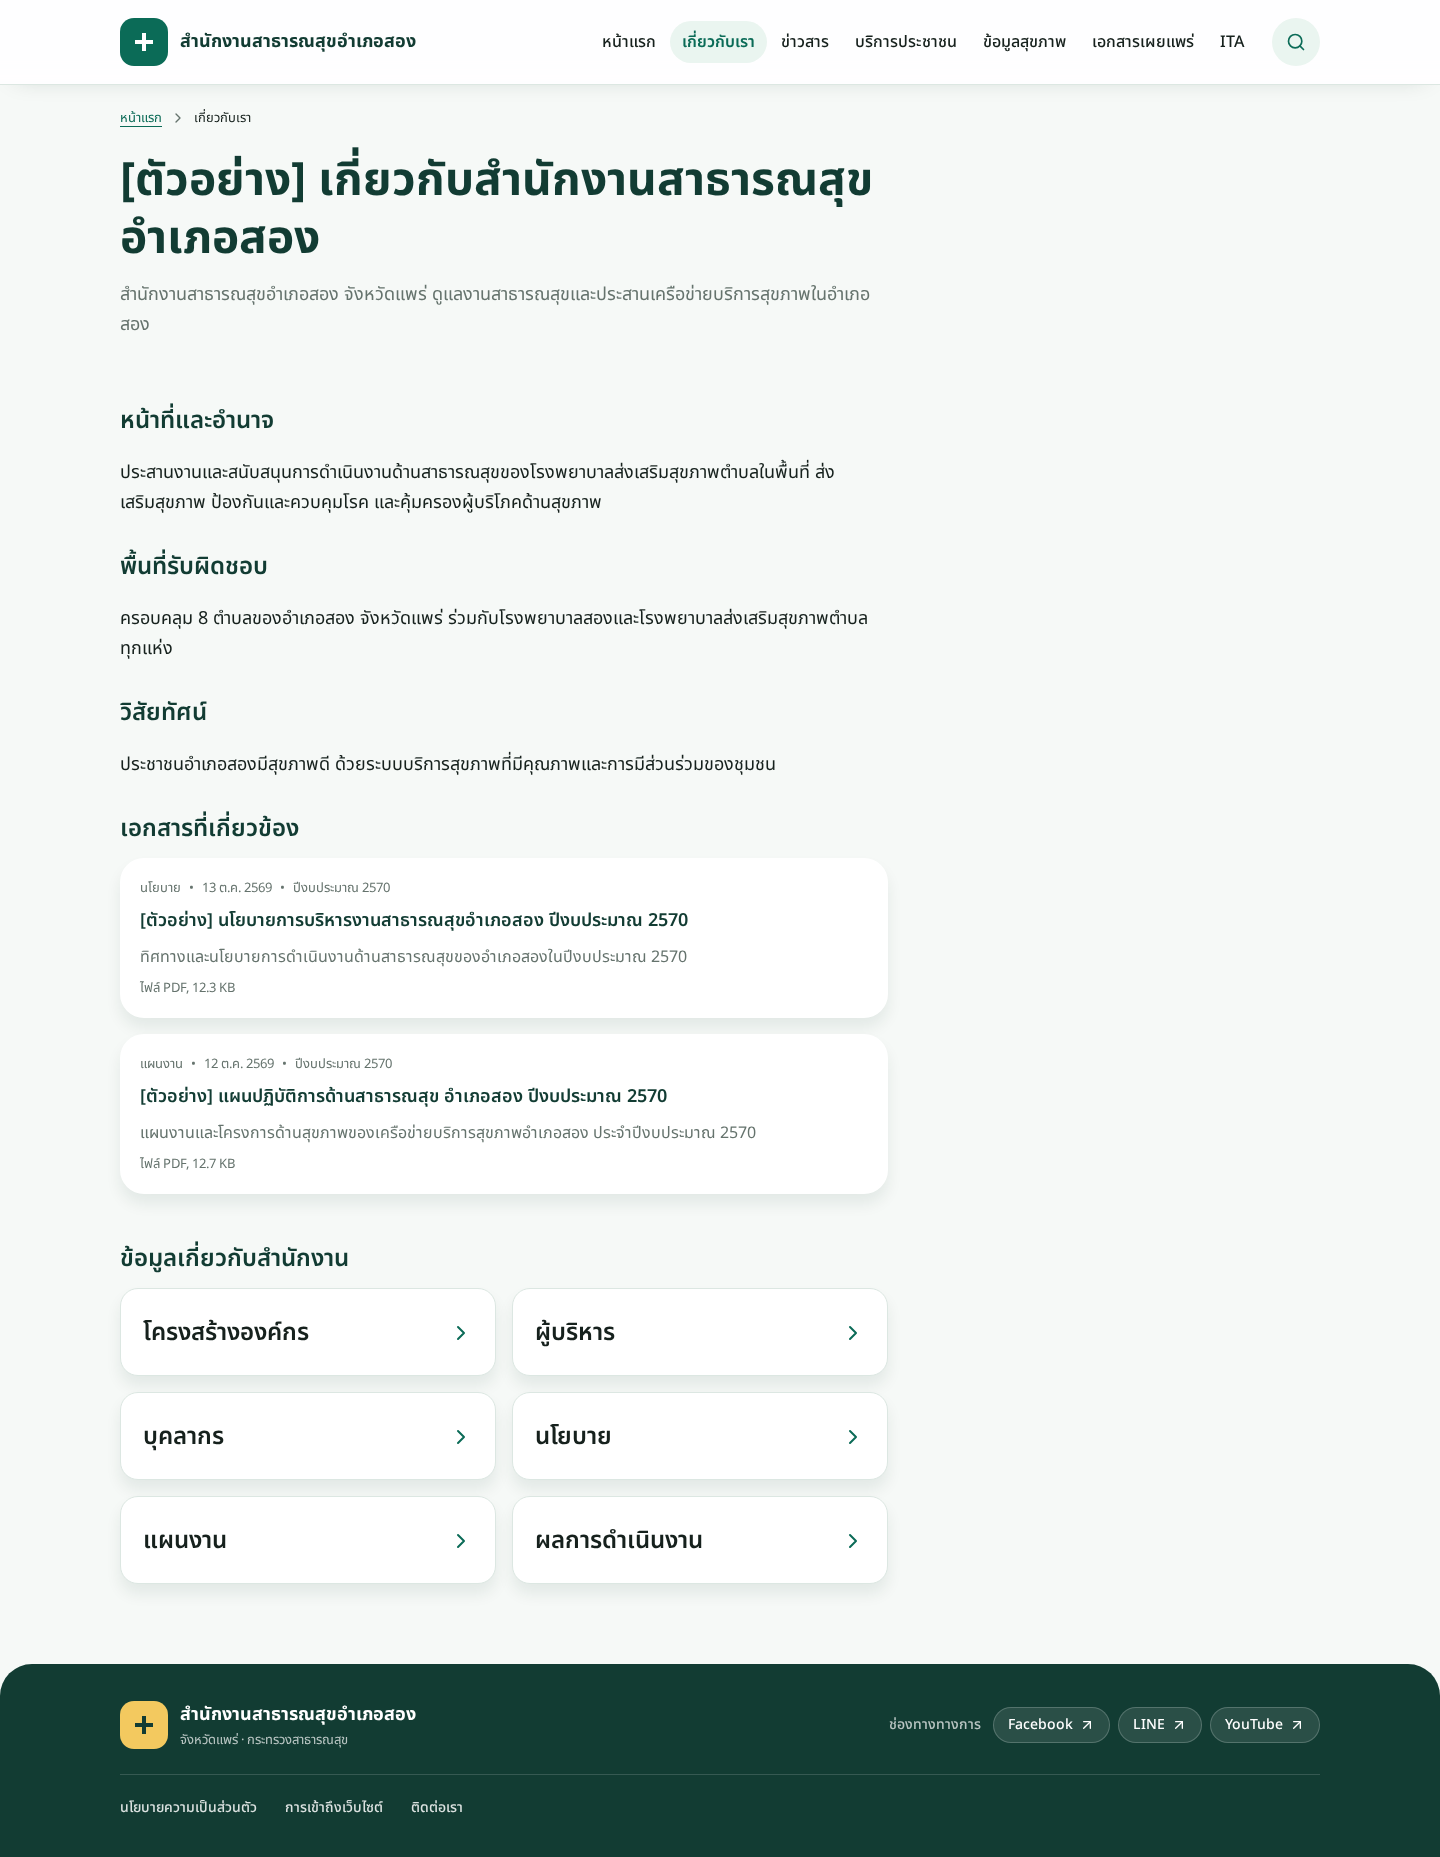 สำนักงานสาธารณสุขอำเภอสอง
หน้าแรก
เกี่ยวกับเรา
ข่าวสาร
บริการประชาชน
ข้อมูลสุขภาพ
เอกสารเผยแพร่
ITA
หน้าแรก
เกี่ยวกับเรา
[ตัวอย่าง] เกี่ยวกับสำนักงานสาธารณสุข
อำเภอสอง
สำนักงานสาธารณสุขอำเภอสอง จังหวัดแพร่ ดูแลงานสาธารณสุขและประสานเครือข่ายบริการสุขภาพในอำเภอ
สอง
หน้าที่และอำนาจ
ประสานงานและสนับสนุนการดำเนินงานด้านสาธารณสุขของโรงพยาบาลส่งเสริมสุขภาพตำบลในพื้นที่ ส่ง
เสริมสุขภาพ ป้องกันและควบคุมโรค และคุ้มครองผู้บริโภคด้านสุขภาพ
พื้นที่รับผิดชอบ
ครอบคลุม 8 ตำบลของอำเภอสอง จังหวัดแพร่ ร่วมกับโรงพยาบาลสองและโรงพยาบาลส่งเสริมสุขภาพตำบล
ทุกแห่ง
วิสัยทัศน์
ประชาชนอำเภอสองมีสุขภาพดี ด้วยระบบบริการสุขภาพที่มีคุณภาพและการมีส่วนร่วมของชุมชน
เอกสารที่เกี่ยวข้อง
นโยบาย • 13 ต.ค. 2569 • ปีงบประมาณ 2570
[ตัวอย่าง] นโยบายการบริหารงานสาธารณสุขอำเภอสอง ปีงบประมาณ 2570
ทิศทางและนโยบายการดำเนินงานด้านสาธารณสุขของอำเภอสองในปีงบประมาณ 2570
ไฟล์ PDF, 12.3 KB
แผนงาน • 12 ต.ค. 2569 • ปีงบประมาณ 2570
[ตัวอย่าง] แผนปฏิบัติการด้านสาธารณสุข อำเภอสอง ปีงบประมาณ 2570
แผนงานและโครงการด้านสุขภาพของเครือข่ายบริการสุขภาพอำเภอสอง ประจำปีงบประมาณ 2570
ไฟล์ PDF, 12.7 KB
ข้อมูลเกี่ยวกับสำนักงาน
โครงสร้างองค์กร
ผู้บริหาร
บุคลากร
นโยบาย
แผนงาน
ผลการดำเนินงาน
สำนักงานสาธารณสุขอำเภอสอง
จังหวัดแพร่ · กระทรวงสาธารณสุข
ช่องทางทางการ
Facebook
LINE
YouTube
นโยบายความเป็นส่วนตัว
การเข้าถึงเว็บไซต์
ติดต่อเรา